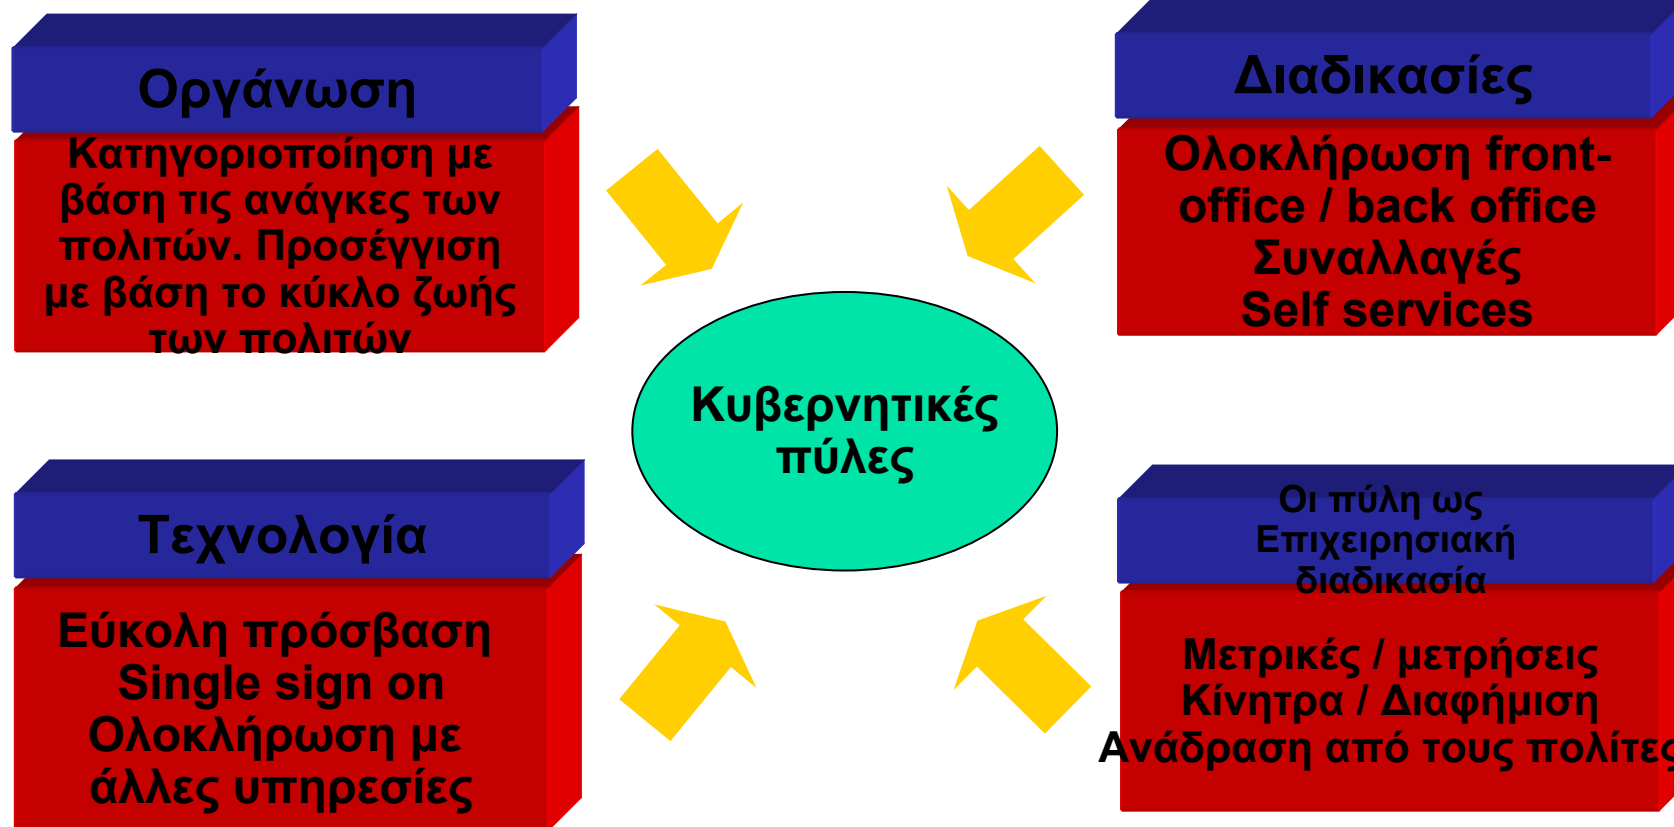 Οργάνωση
Κατηγοριοποίηση με
βάση τις ανάγκες των
πολιτών. Προσέγγιση
με βάση το κύκλο ζωής
των πολιτών
Διαδικασίες
Ολοκλήρωση front-
office / back office
Συναλλαγές
Self services
Κυβερνητικές
πύλες
Τεχνολογία
Εύκολη πρόσβαση
Single sign on
Ολοκλήρωση με
άλλες υπηρεσίες
Οι πύλη ως
Επιχειρησιακή
διαδικασία
Μετρικές / μετρήσεις
Κίνητρα / Διαφήμιση
Ανάδραση από τους πολίτες